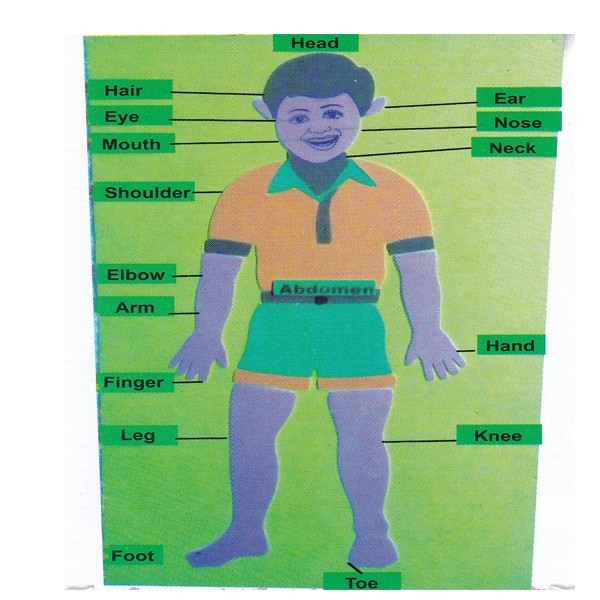 Head
Hair
Ear
Eye
Nose
Mouth
Neck
Shoulder
Elbow
Abdomen
Arm
Hand
Finger
Leg
Knee
Foot
Toe